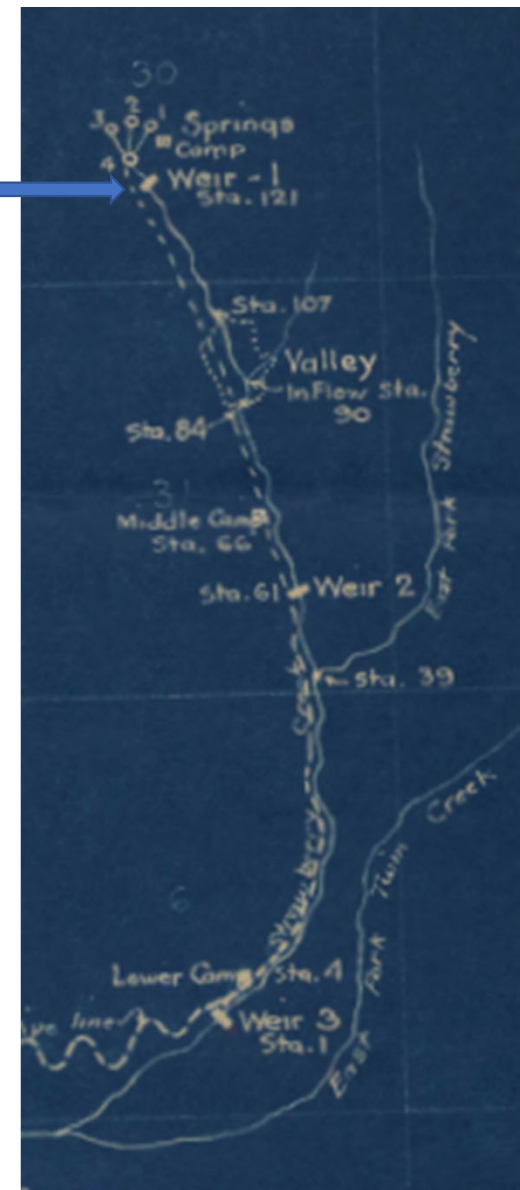 30
3 2 1 Springs
Camp
4
Weir - 1
Sta. 121
Sta. 107
Valley
InFlow Sta.
90
Sta. 84
31
Middle Camp
Sta. 66
Sta. 61
Weir 2
East Fork Strawberry
Sta. 39
Strawberry Creek
6
Lower Camp
Sta. 4
line
Weir 3
Sta. 1
East Fork Twin Creek